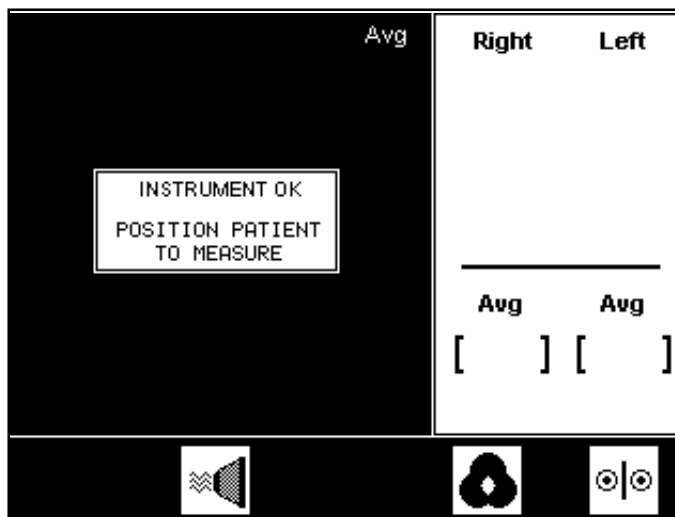 Avg
INSTRUMENT OK
POSITION PATIENT
TO MEASURE
Right Left
Avg Avg
[ ] [ ]